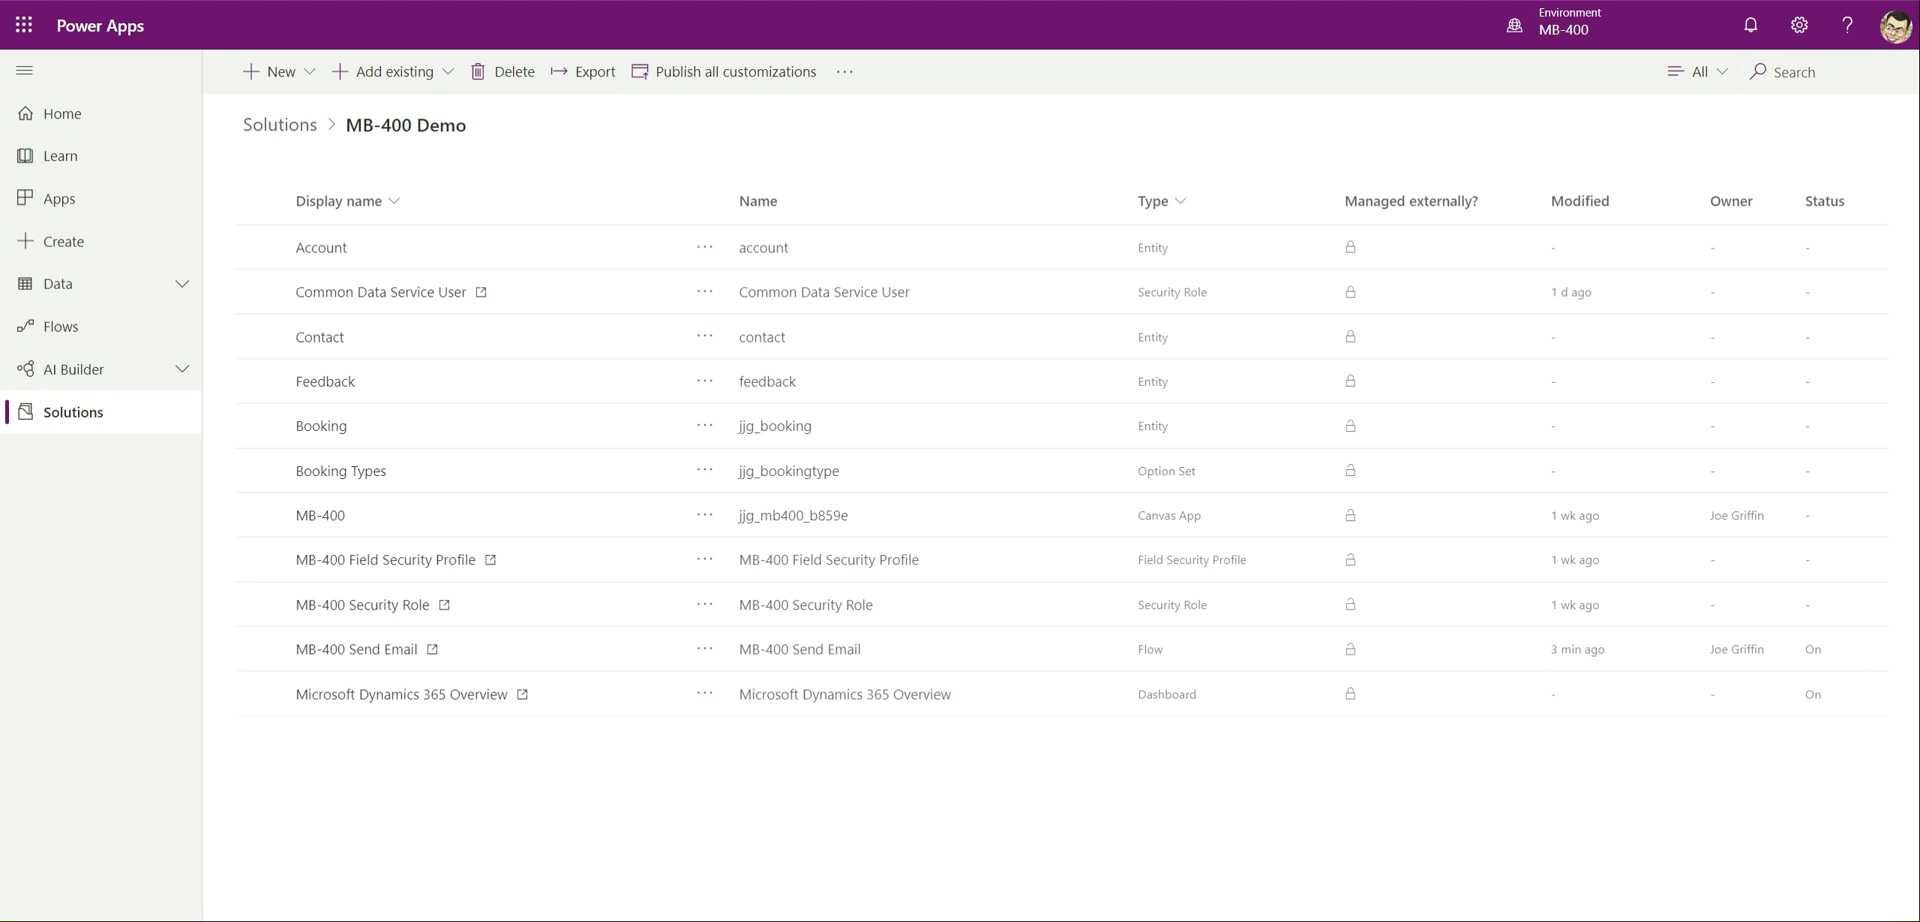 Power Apps
Environment
MB-400
?
New
Add existing
Delete
Export
Publish all customizations
···
All
Search
Home
Learn
Apps
Create
Data
Flows
AI Builder
Solutions
Solutions > MB-400 Demo
Display name Name Type Managed externally? Modified Owner Status
Account ··· account Entity - - -
Common Data Service User ··· Common Data Service User Security Role 1 d ago - -
Contact ··· contact Entity - - -
Feedback ··· feedback Entity - - -
Booking ··· jjg_booking Entity - - -
Booking Types ··· jjg_bookingtype Option Set - - -
MB-400 ··· jjg_mb400_b859e Canvas App 1 wk ago Joe Griffin -
MB-400 Field Security Profile ··· MB-400 Field Security Profile Field Security Profile 1 wk ago - -
MB-400 Security Role ··· MB-400 Security Role Security Role 1 wk ago - -
MB-400 Send Email ··· MB-400 Send Email Flow 3 min ago Joe Griffin On
Microsoft Dynamics 365 Overview ··· Microsoft Dynamics 365 Overview Dashboard - - On